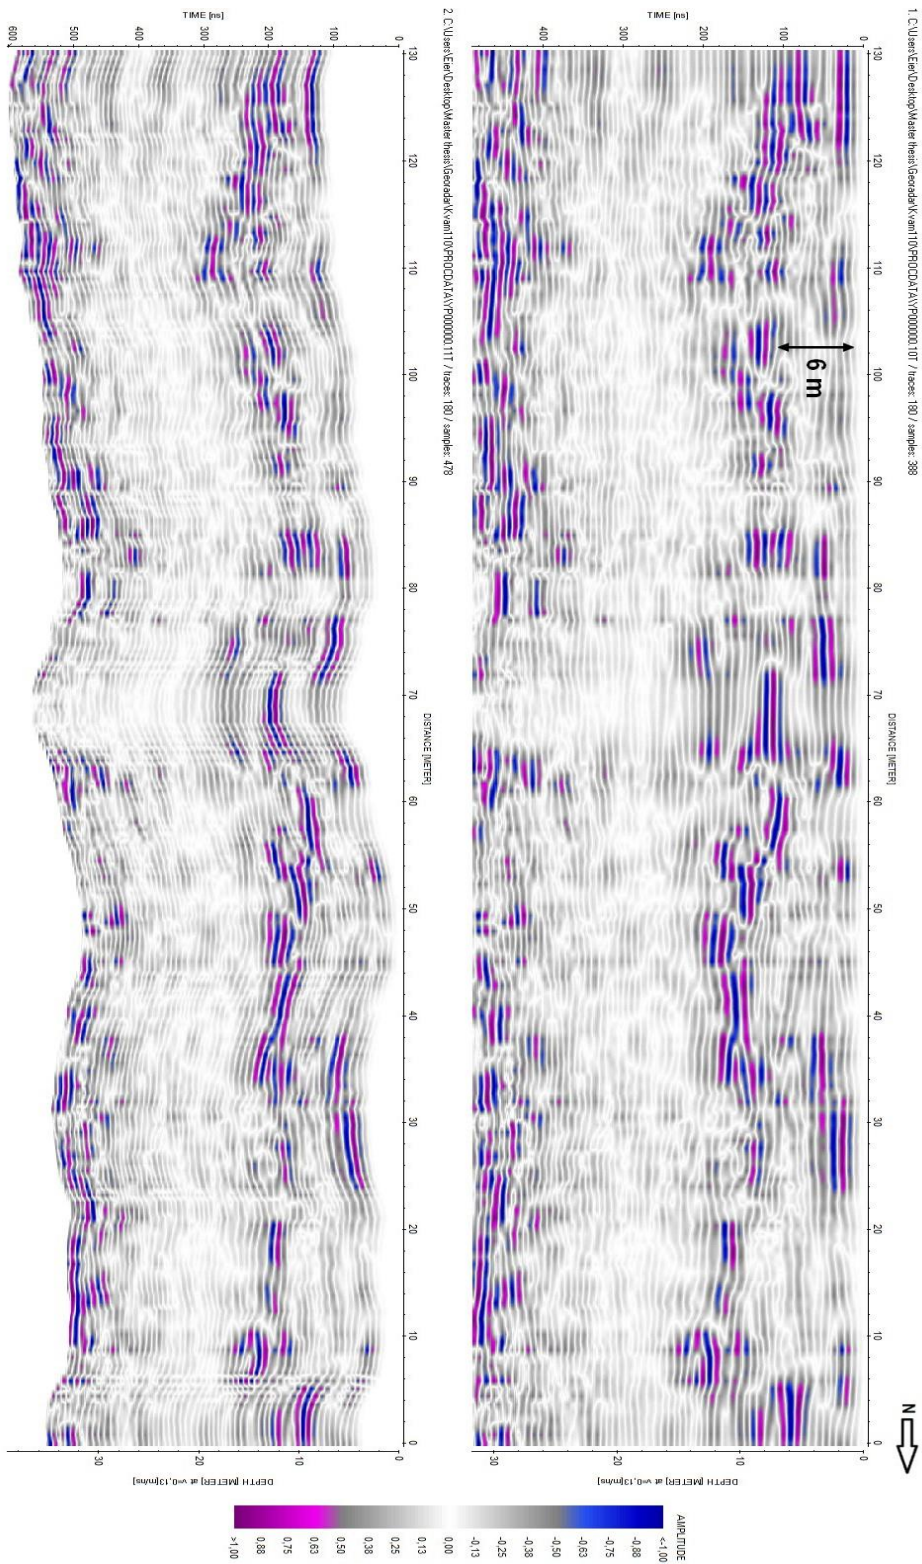 1. C:\Users\Eier\Desktop\Master thesis\Georadar\Kvam110\PROCDATA\YP000000.10T / traces: 180 / samples: 388
DISTANCE [METER]
130 120 110 100 90 80 70 60 50 40 30 20 10 0
TIME [ns]
0 100 200 300 400
0 10 20 30
DEPTH [METER] at v=0,13[m/ns]
6 m
N
2. C:\Users\Eier\Desktop\Master thesis\Georadar\Kvam110\PROCDATA\YP000000.11T / traces: 180 / samples: 478
DISTANCE [METER]
130 120 110 100 90 80 70 60 50 40 30 20 10 0
TIME [ns]
0 100 200 300 400 500 600
0 10 20 30
DEPTH [METER] at v=0,13[m/ns]
AMPLITUDE
<-1,00
-0,88
-0,75
-0,63
-0,50
-0,38
-0,25
-0,13
0,00
0,13
0,25
0,38
0,50
0,63
0,75
0,88
>1,00